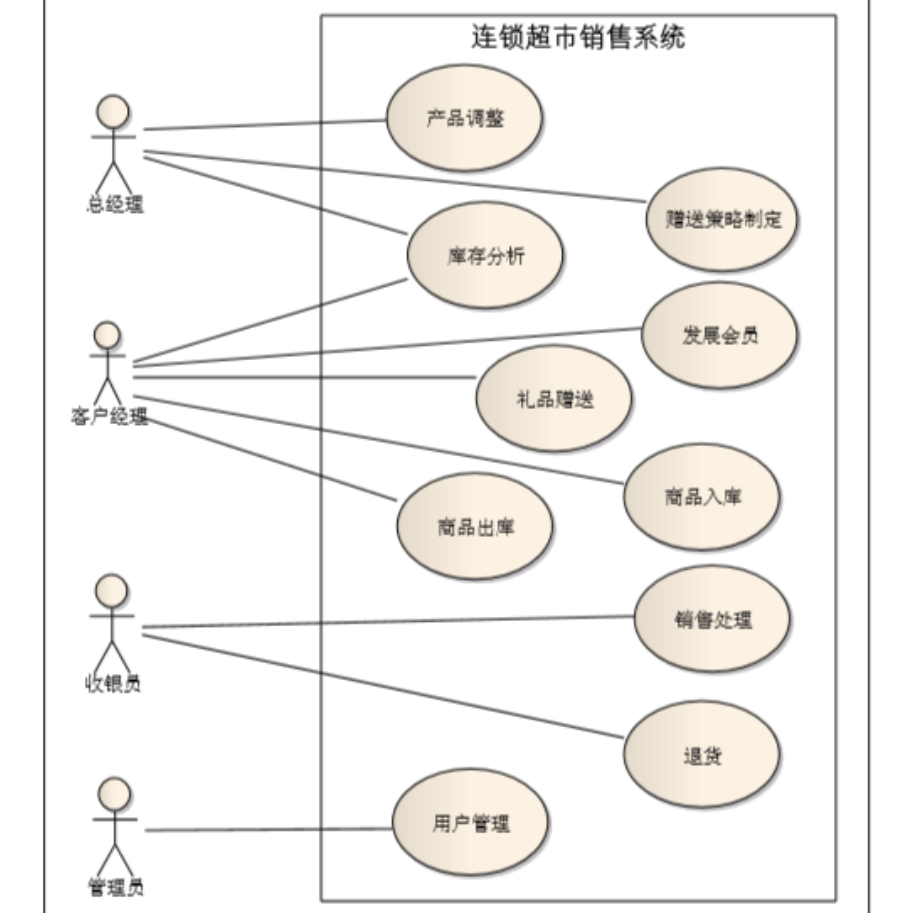 连锁超市销售系统
产品调整
总经理
赠送策略制定
库存分析
发展会员
客户经理
礼品赠送
商品入库
商品出库
销售处理
收银员
退货
用户管理
管理员